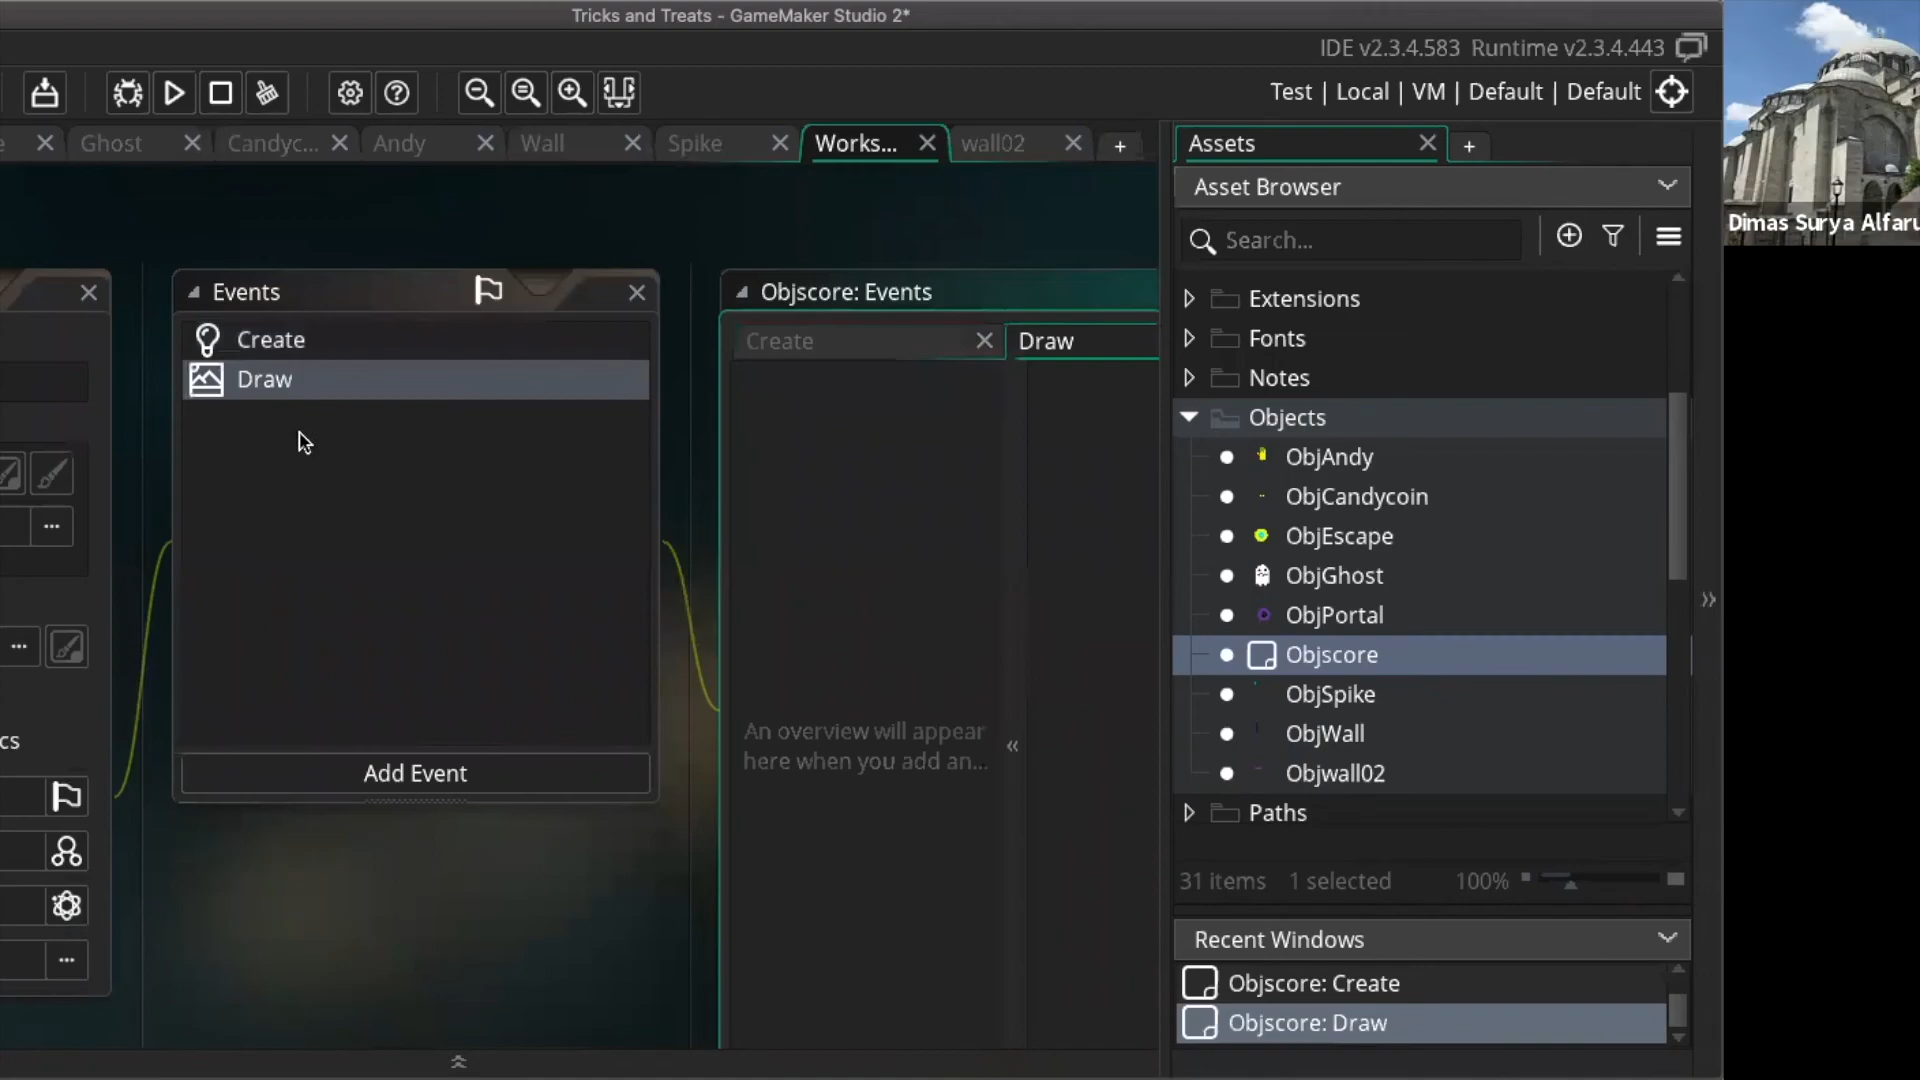 Tricks and Treats - GameMaker Studio 2*
IDE v2.3.4.583 Runtime v2.3.4.443
Test | Local | VM | Default | Default
e
Ghost
Candyc...
Andy
Wall
Spike
Works...
wall02
+
Assets
+
Asset Browser
Search...
Dimas Surya Alfaru
Events
Create
Draw
Add Event
Objscore: Events
Create
Draw
An overview will appear
here when you add an...
cs
Extensions
Fonts
Notes
Objects
ObjAndy
ObjCandycoin
ObjEscape
ObjGhost
ObjPortal
Objscore
ObjSpike
ObjWall
Objwall02
Paths
31 items 1 selected 100%
Recent Windows
Objscore: Create
Objscore: Draw